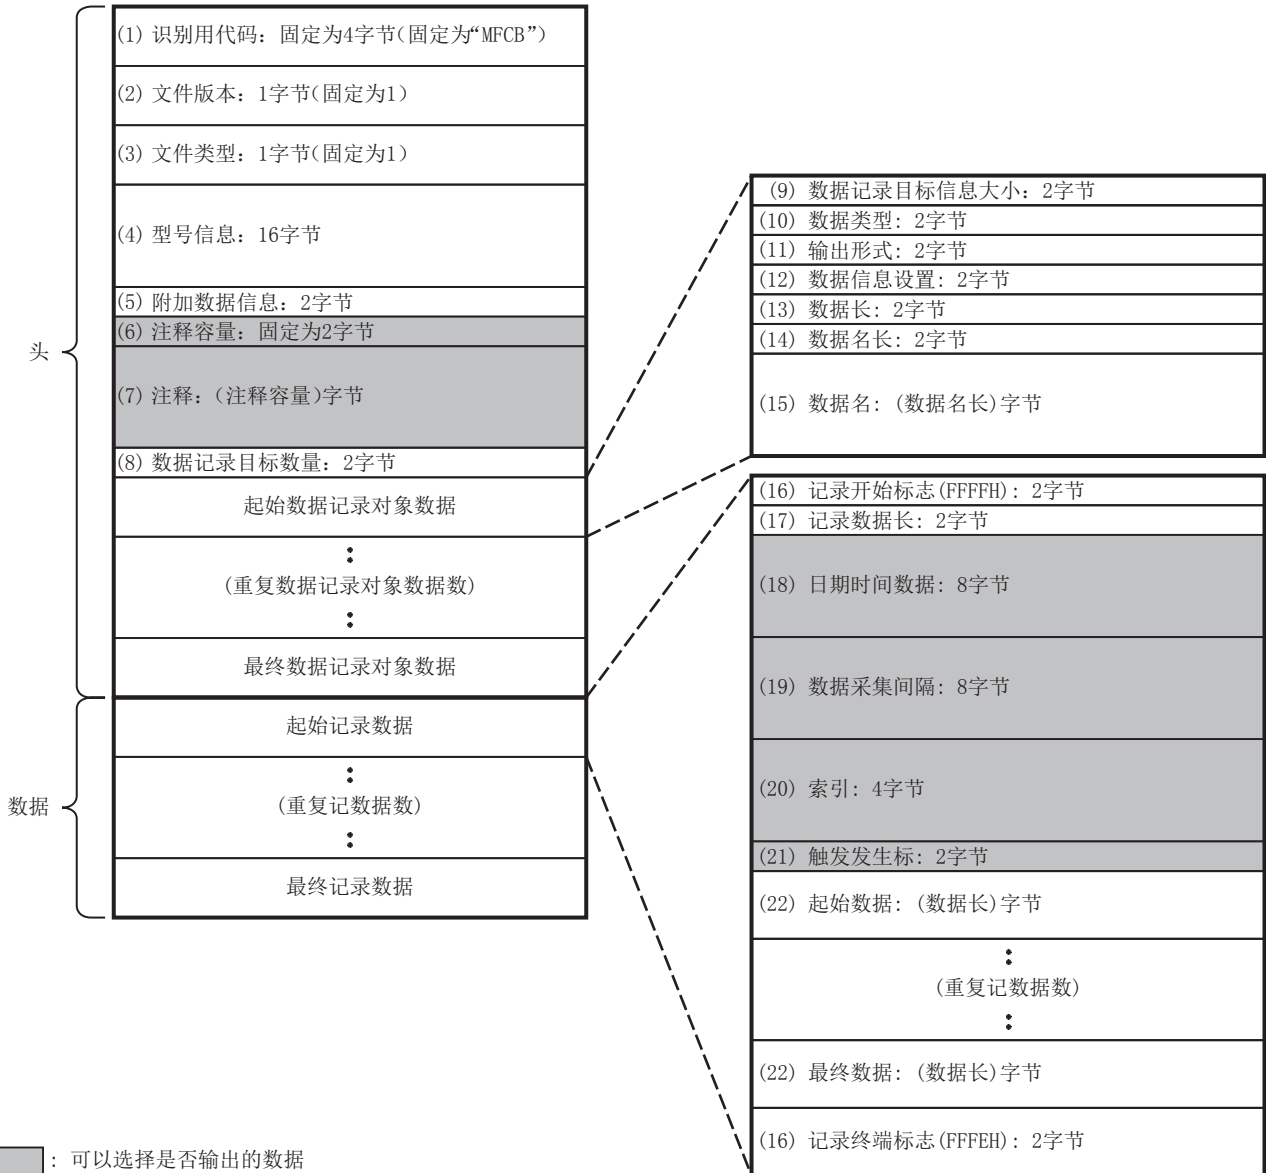 头
(1) 识别用代码：固定为4字节(固定为“MFCB”)
(2) 文件版本：1字节(固定为1)
(3) 文件类型：1字节(固定为1)
(4) 型号信息：16字节
(5) 附加数据信息：2字节
(6) 注释容量：固定为2字节
(7) 注释：(注释容量)字节
(8) 数据记录目标数量：2字节
起始数据记录对象数据
(重复数据记录对象数据数)
最终数据记录对象数据
数据
起始记录数据
(重复记数据数)
最终记录数据
(9) 数据记录目标信息大小：2字节
(10) 数据类型：2字节
(11) 输出形式：2字节
(12) 数据信息设置：2字节
(13) 数据长：2字节
(14) 数据名长：2字节
(15) 数据名：(数据名长)字节
(16) 记录开始标志(FFFFH)：2字节
(17) 记录数据长：2字节
(18) 日期时间数据：8字节
(19) 数据采集间隔：8字节
(20) 索引：4字节
(21) 触发发生标：2字节
(22) 起始数据：(数据长)字节
(重复记数据数)
(22) 最终数据：(数据长)字节
(16) 记录终端标志(FFFEH)：2字节
：可以选择是否输出的数据